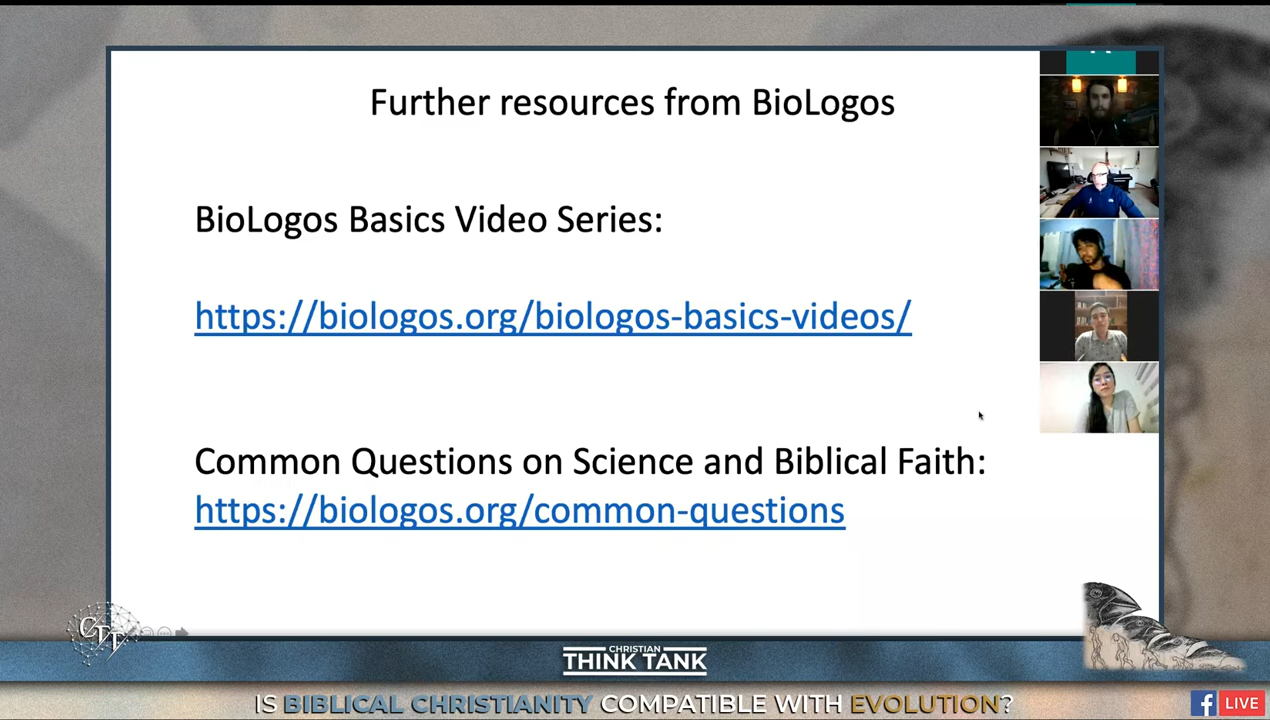 Further resources from BioLogos
BioLogos Basics Video Series:
https://biologos.org/biologos-basics-videos/
Common Questions on Science and Biblical Faith:
https://biologos.org/common-questions
CTT
CHRISTIAN
THINK TANK
IS BIBLICAL CHRISTIANITY COMPATIBLE WITH EVOLUTION?
f LIVE